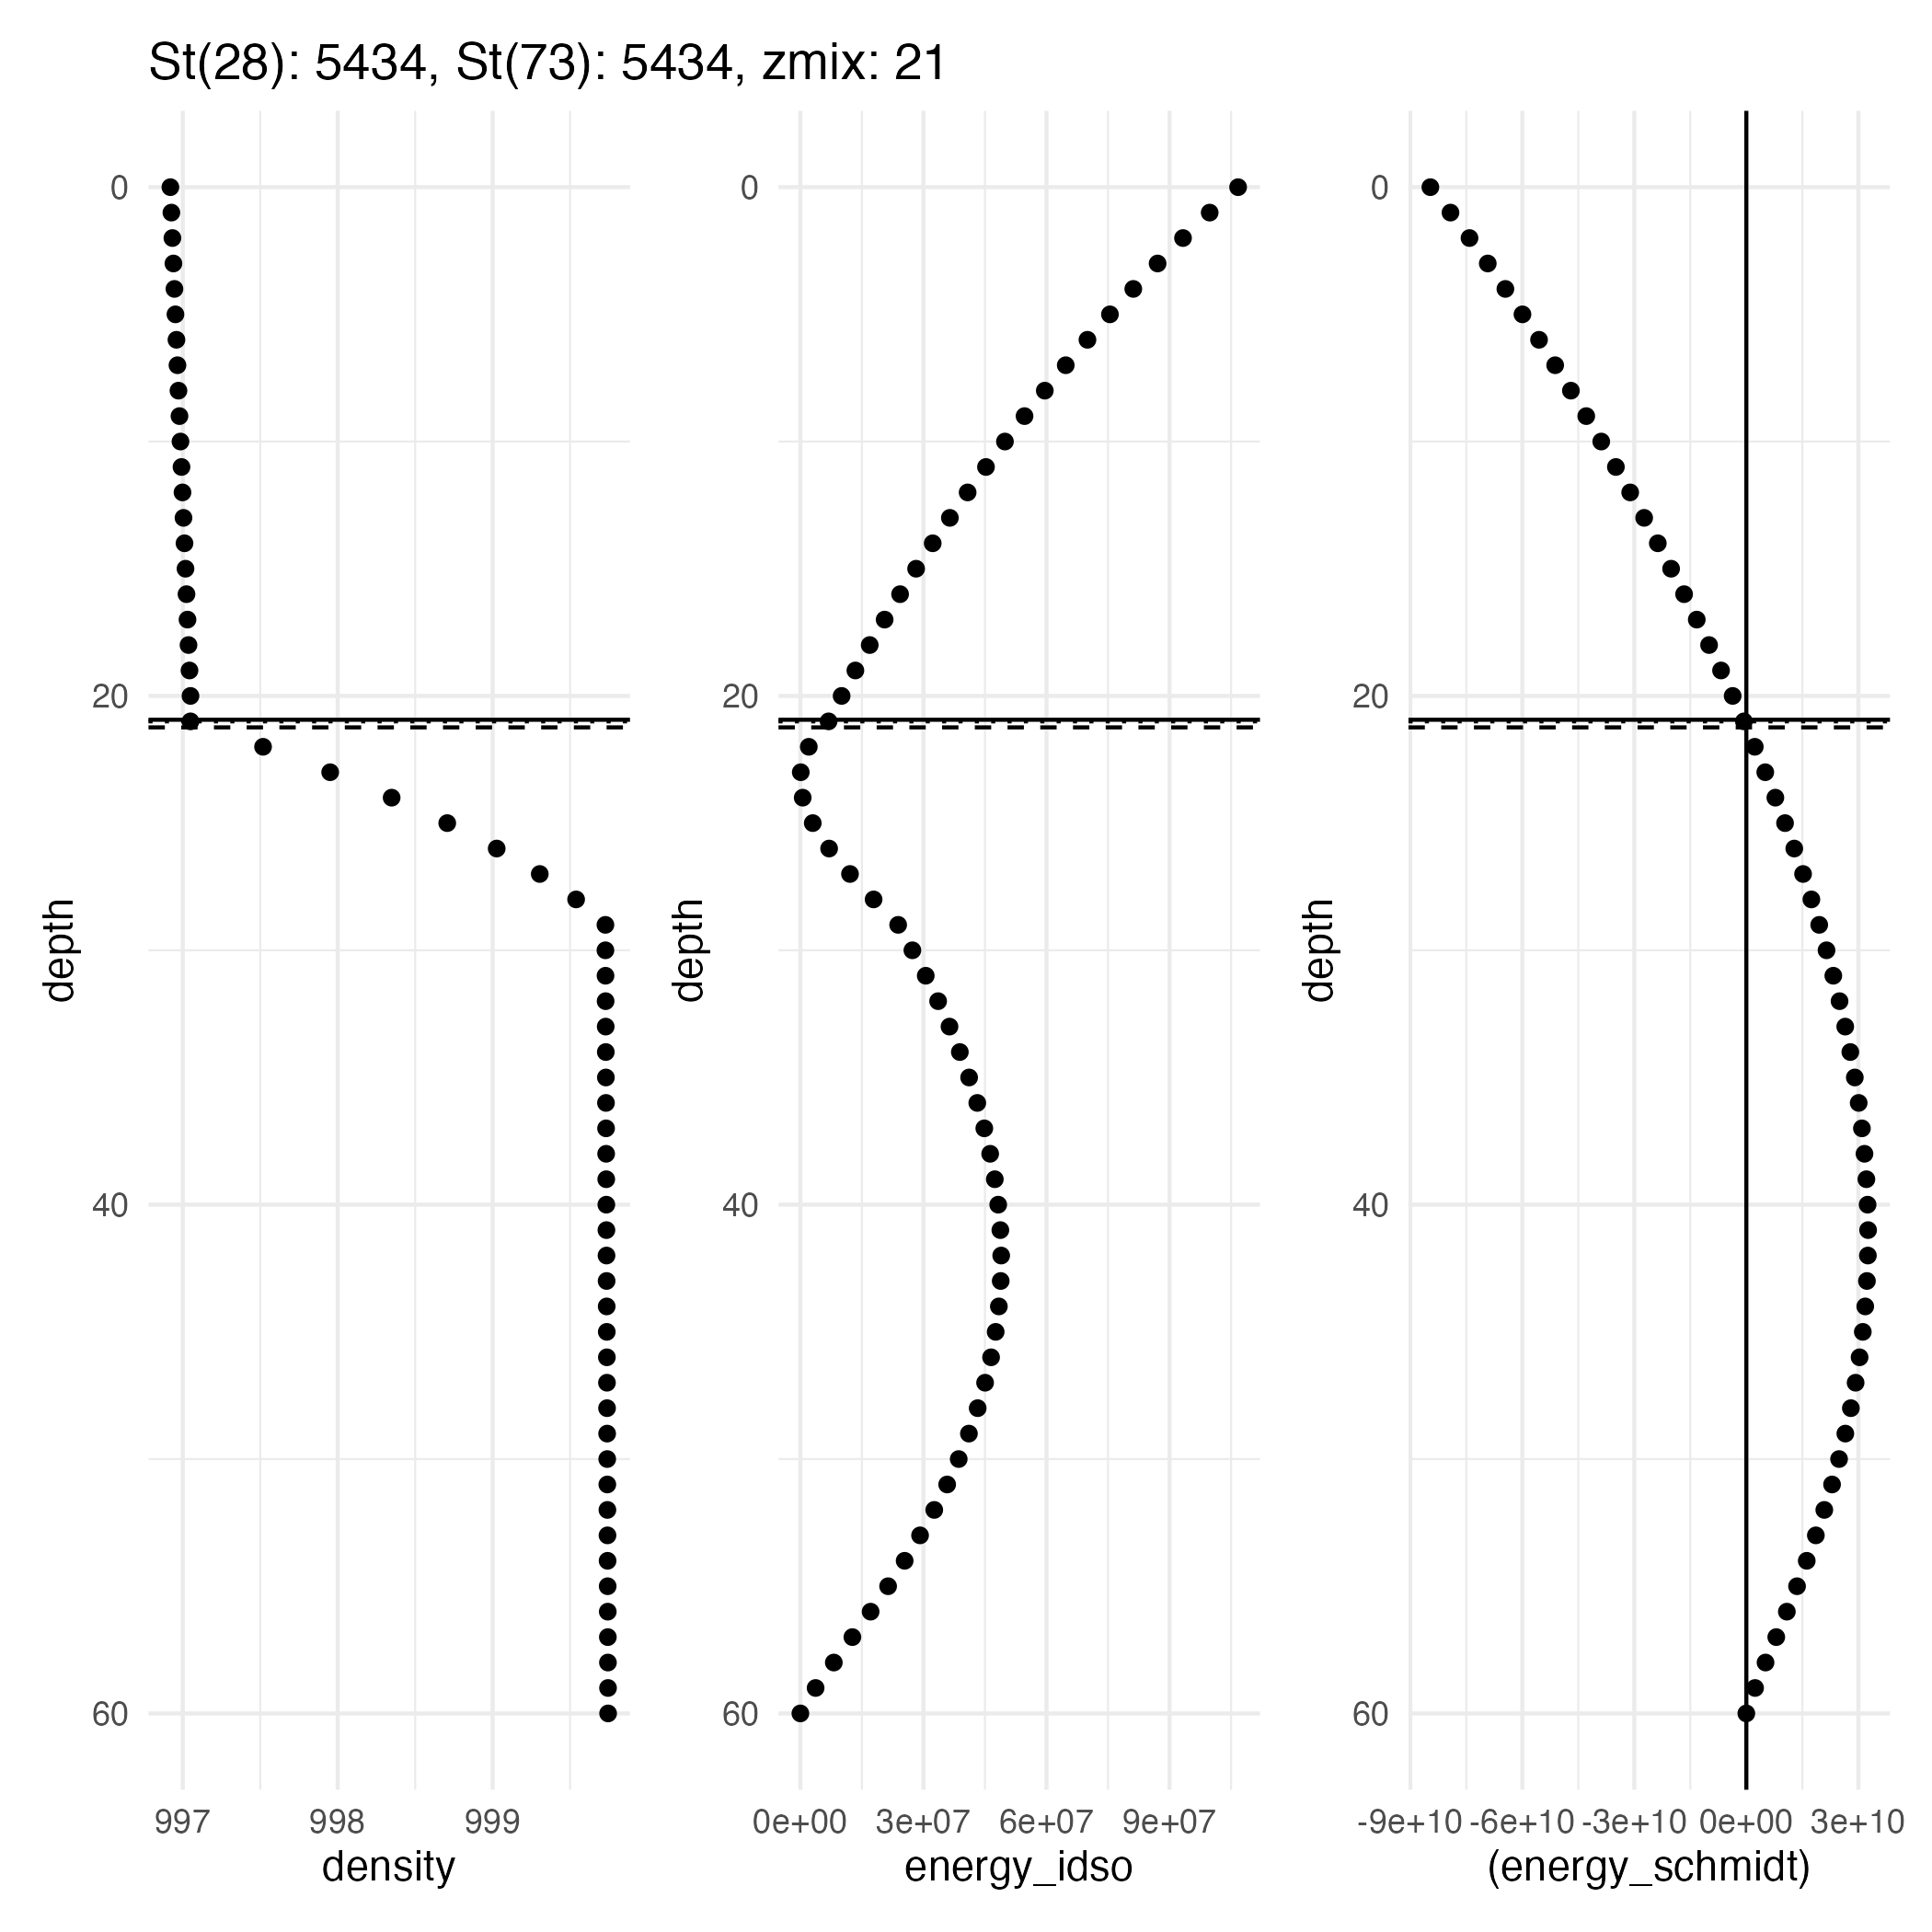 St(28): 5434, St(73): 5434, zmix: 21
0
20
40
60
depth
997 998 999
density
0
20
40
60
depth
0e+00 3e+07 6e+07 9e+07
energy_idso
0
20
40
60
depth
-9e+10 -6e+10 -3e+10 0e+00 3e+10
(energy_schmidt)